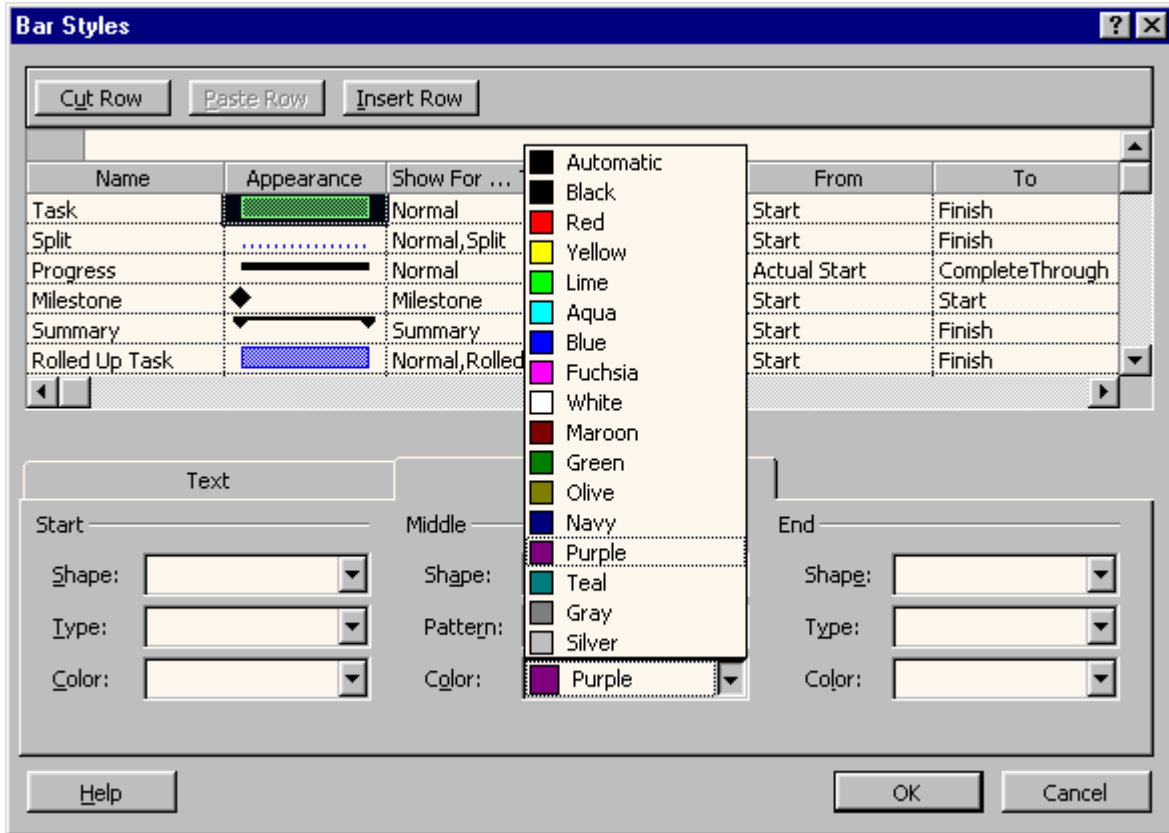 Bar Styles
Cut Row Paste Row Insert Row
Name Appearance Show For ... From To
Task Normal Start Finish
Split Normal,Split Start Finish
Progress Normal Actual Start CompleteThrough
Milestone Milestone Start Start
Summary Summary Start Finish
Rolled Up Task Normal,Rolled Start Finish
Automatic
Black
Red
Yellow
Lime
Aqua
Blue
Fuchsia
White
Maroon
Green
Olive
Navy
Purple
Teal
Gray
Silver
Text
Start Middle End
Shape: Shape: Shape:
Type: Pattern: Type:
Color: Color: Purple Color:
Help OK Cancel